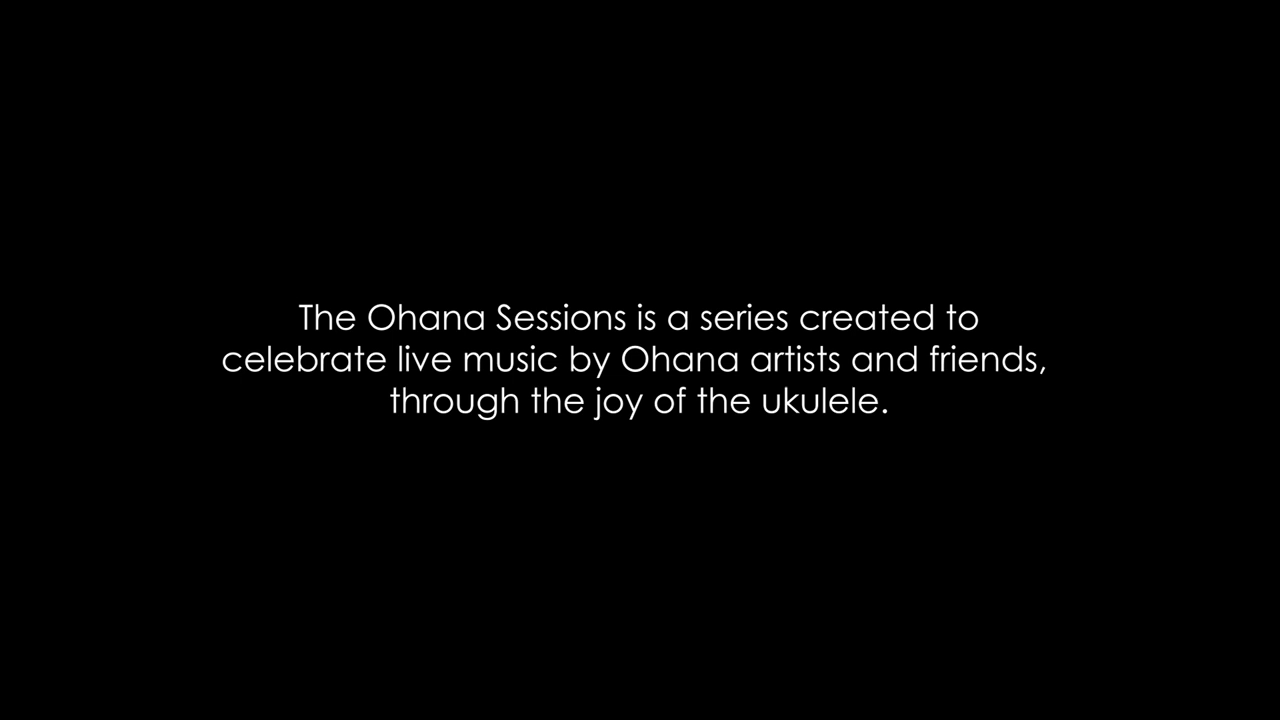 The Ohana Sessions is a series created to
celebrate live music by Ohana artists and friends,
through the joy of the ukulele.